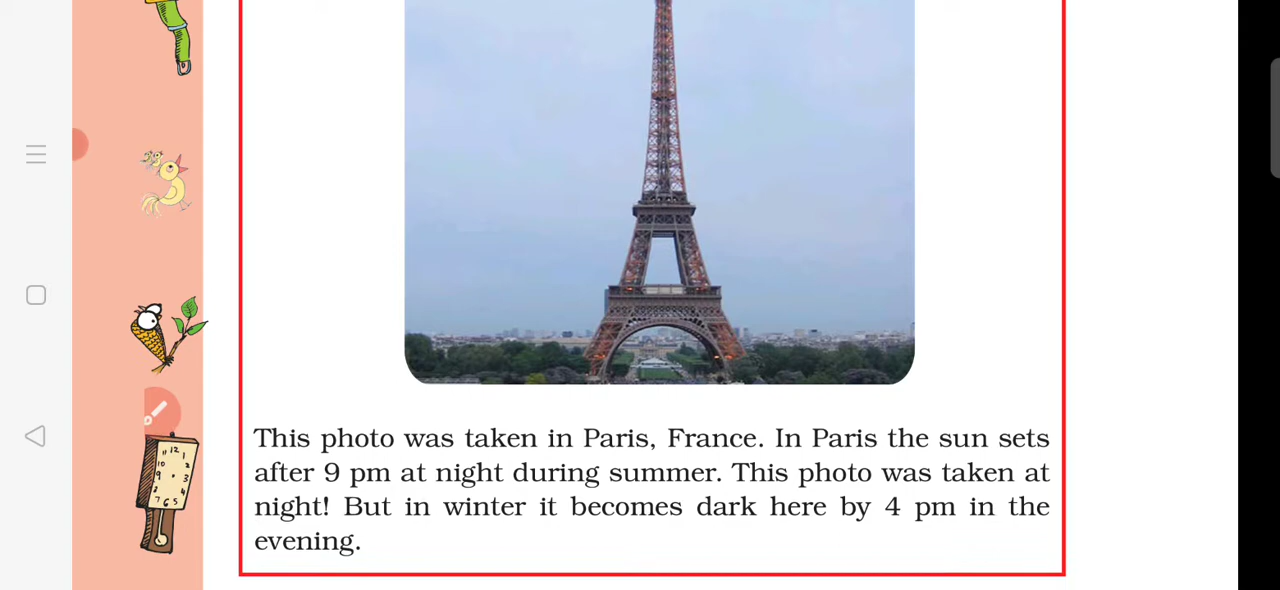 This photo was taken in Paris, France. In Paris the sun sets
after 9 pm at night during summer. This photo was taken at
night! But in winter it becomes dark here by 4 pm in the
evening.